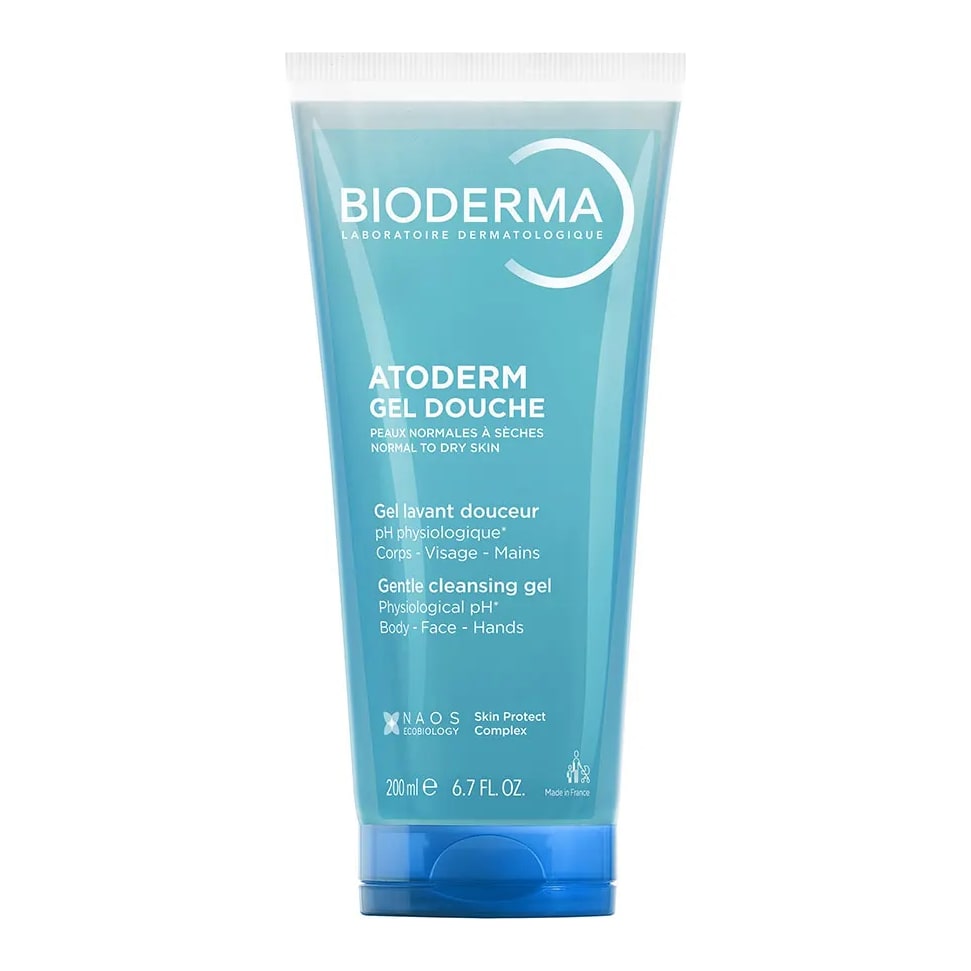 BIODERMA
LABORATOIRE DERMATOLOGIQUE
ATODERM
GEL DOUCHE
PEAUX NORMALES À SÈCHES
NORMAL TO DRY SKIN
Gel lavant douceur
pH physiologique*
Corps - Visage - Mains
Gentle cleansing gel
Physiological pH*
Body - Face - Hands
NAOS Skin Protect
ECOBIOLOGY Complex
200 ml ℮ 6.7 FL. OZ.
Made in France